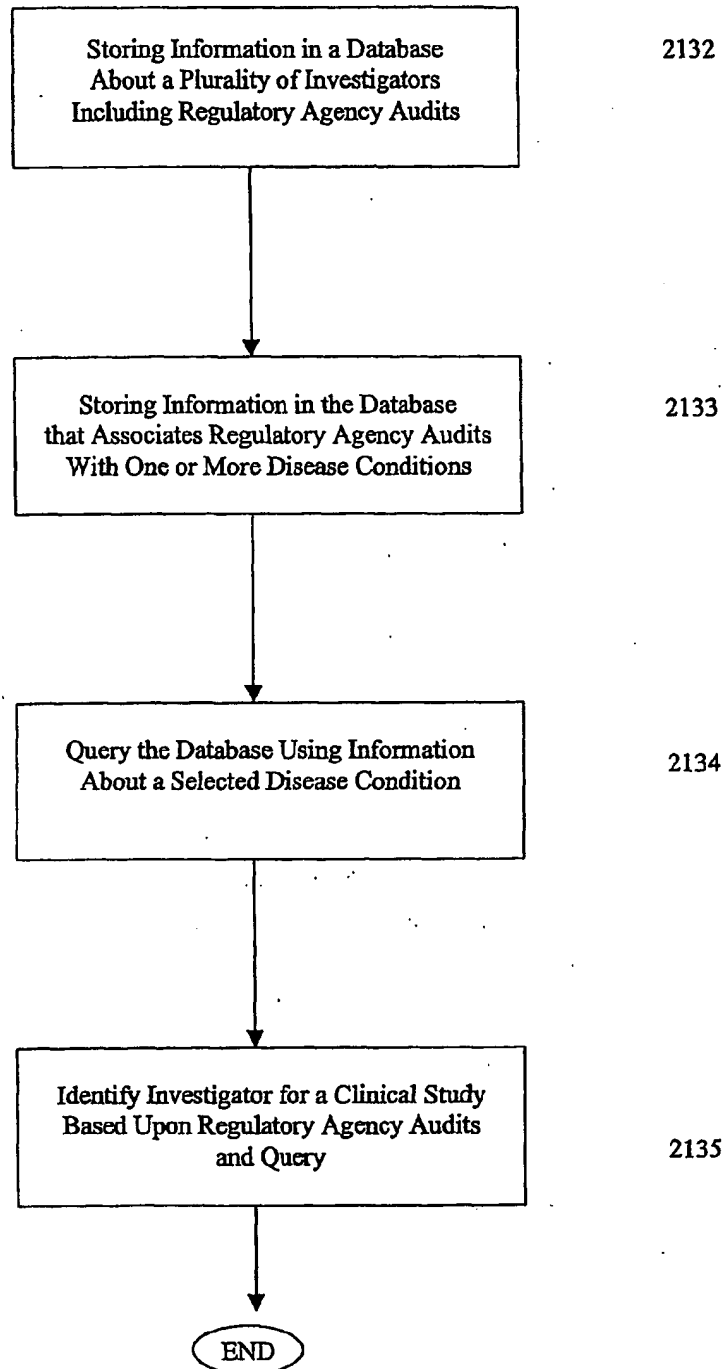 Storing Information in a Database
About a Plurality of Investigators
Including Regulatory Agency Audits
2132
Storing Information in the Database
that Associates Regulatory Agency Audits
With One or More Disease Conditions
2133
Query the Database Using Information
About a Selected Disease Condition
2134
Identify Investigator for a Clinical Study
Based Upon Regulatory Agency Audits
and Query
2135
END